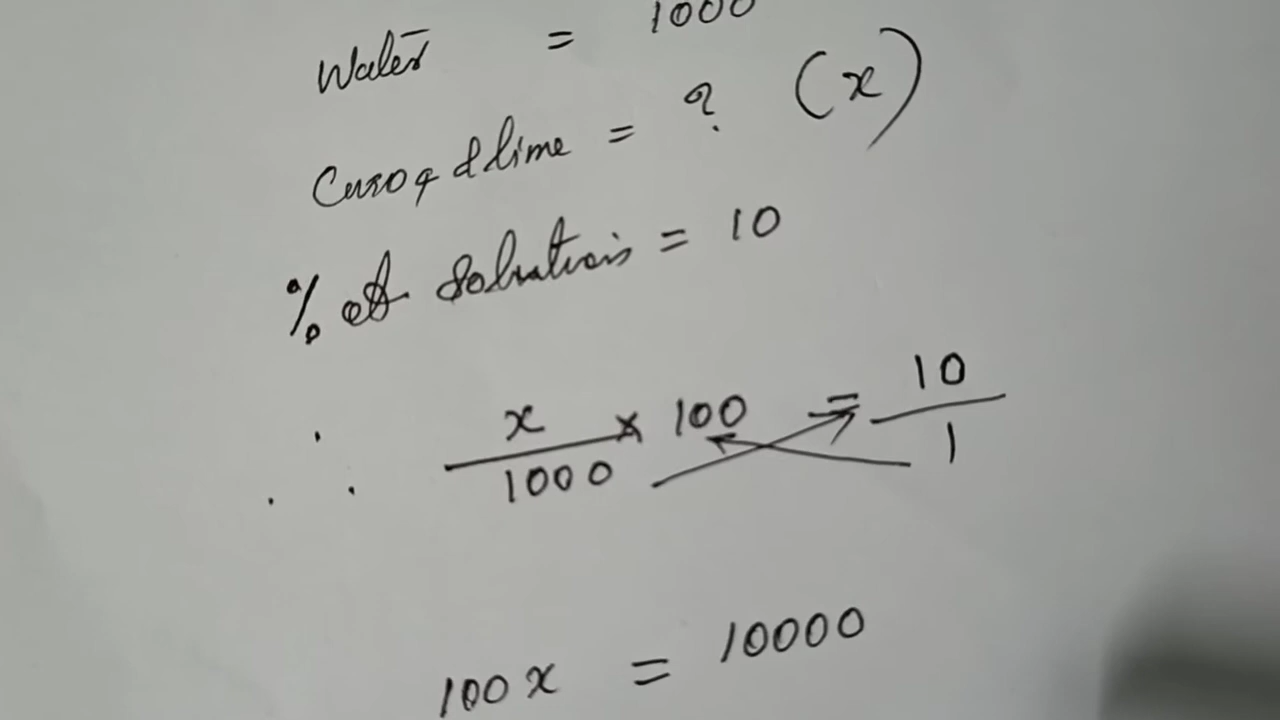 Water = 1000
Cuso4 & lime = ? (x)
% of solution = 10
∴ x/1000 × 100 = 10/1
100x = 10000